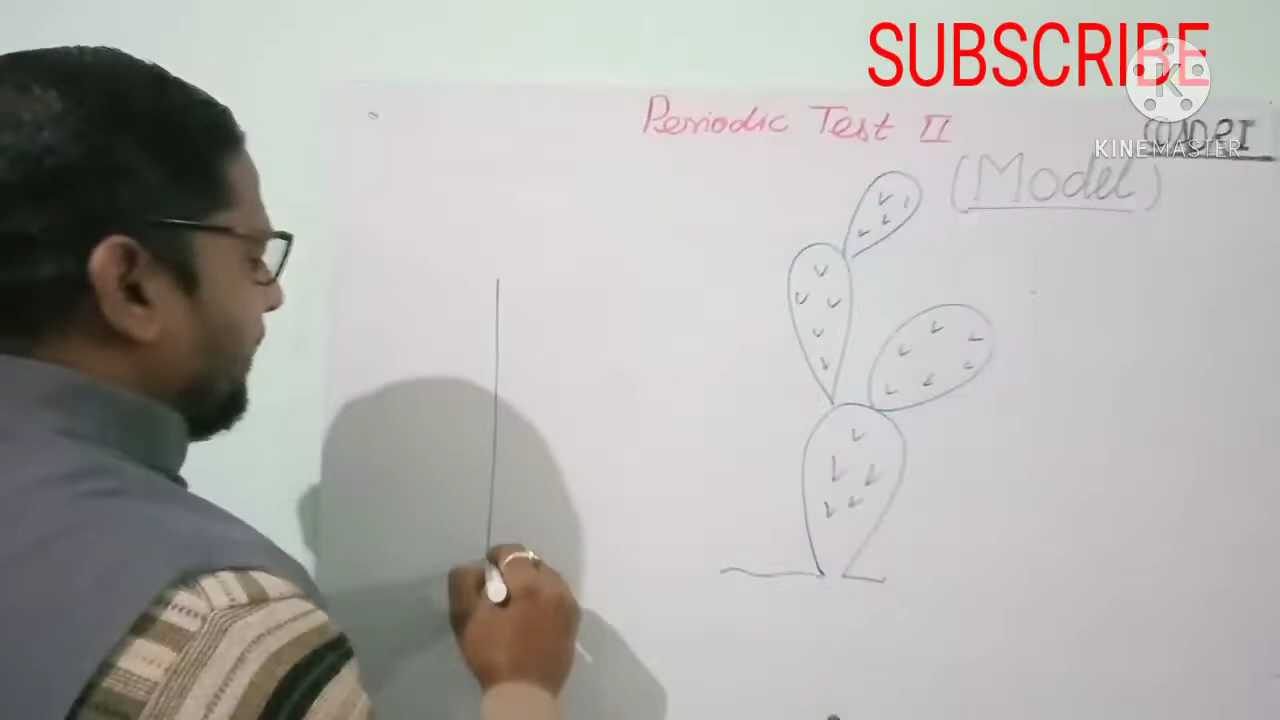 SUBSCRIBE
K
Periodic Test II
KINEMASTER
(Model)